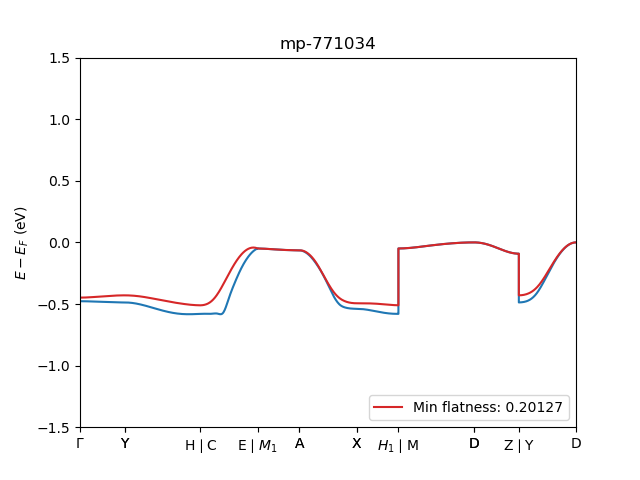 mp-771034
1.5
1.0
0.5
0.0
−0.5
−1.0
−1.5
E − E_F (eV)
Min flatness: 0.20127
Γ Y H | C E | M_1 A X H_1 | M D Z | Y D